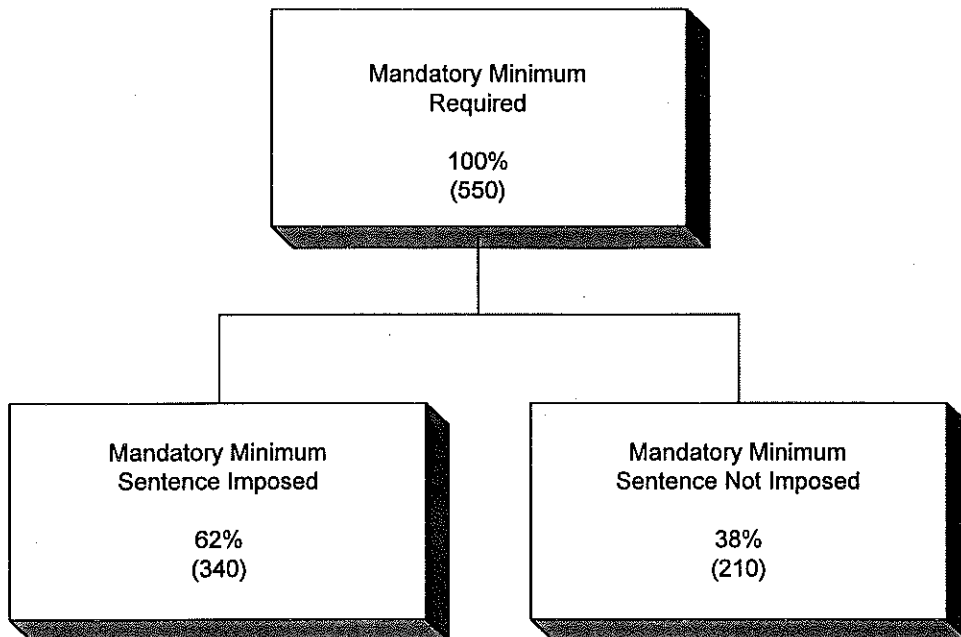 Mandatory Minimum
Required
100%
(550)
Mandatory Minimum
Sentence Imposed
62%
(340)
Mandatory Minimum
Sentence Not Imposed
38%
(210)